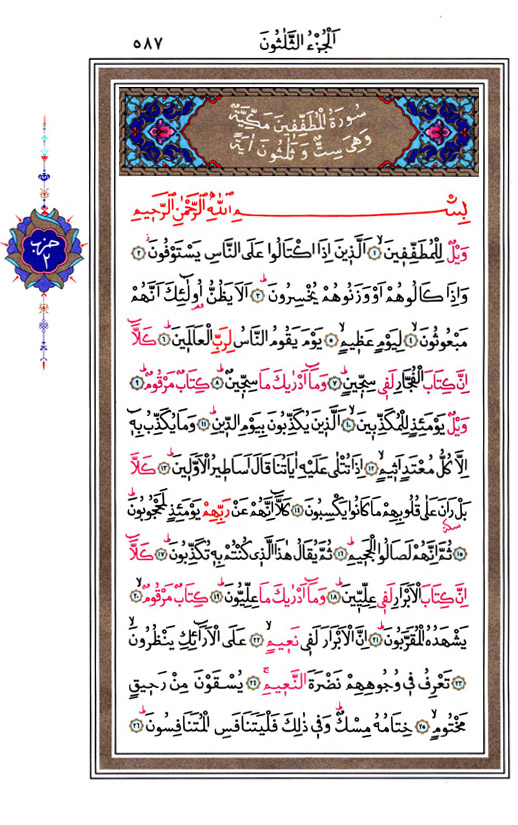 اَلْجُزْءُ الثَّلٰثُونَ
٥٨٧
سُورَةُ الْمُطَفِّفِينَ مَكِّيَّةٌ
وَهِيَ سِتٌّ وَ ثَلٰثُونَ اٰيَةً
حزب
٢
بِسْمِ اللّٰهِ الرَّحْمٰنِ الرَّحِيمِ
وَيْلٌ لِلْمُطَفِّفِينَۙ ﴿١﴾ اَلَّذِينَ اِذَا اكْتَالُوا عَلَى النَّاسِ يَسْتَوْفُونَۘ ﴿٢﴾
وَاِذَا كَالُوهُمْ اَوْ وَزَنُوهُمْ يُخْسِرُونَۜ ﴿٣﴾ اَلَا يَظُنُّ اُو۬لٰٓئِكَ اَنَّهُمْ
مَبْعُوثُونَۙ ﴿٤﴾ لِيَوْمٍ عَظِيمٍۙ ﴿٥﴾ يَوْمَ يَقُومُ النَّاسُ لِرَبِّ الْعَالَمِينَۜ ﴿٦﴾ كَلَّٓا
اِنَّ كِتَابَ الْفُجَّارِ لَفِي سِجِّينٍۜ ﴿٧﴾ وَمَٓا اَدْرٰيكَ مَا سِجِّينٌۜ ﴿٨﴾ كِتَابٌ مَرْقُومٌۜ ﴿٩﴾
وَيْلٌ يَوْمَئِذٍ لِلْمُكَذِّبِينَۙ ﴿١٠﴾ اَلَّذِينَ يُكَذِّبُونَ بِيَوْمِ الدِّينِۜ ﴿١١﴾ وَمَا يُكَذِّبُ بِهٓ
اِلَّا كُلُّ مُعْتَدٍ اَثِيمٍۙ ﴿١٢﴾ اِذَا تُتْلٰى عَلَيْهِ اٰيَاتُنَا قَالَ اَسَاطِيرُ الْاَوَّلِينَۜ ﴿١٣﴾ كَلَّا
بَلْ رَانَ عَلٰى قُلُوبِهِمْ مَا كَانُوا يَكْسِبُونَ ﴿١٤﴾ كَلَّٓا اِنَّهُمْ عَنْ رَبِّهِمْ يَوْمَئِذٍ لَمَحْجُوبُونَۜ
﴿١٥﴾ ثُمَّ اِنَّهُمْ لَصَالُوا الْجَحِيمِۜ ﴿١٦﴾ ثُمَّ يُقَالُ هٰذَا الَّذِي كُنْتُمْ بِهِ تُكَذِّبُونَۜ ﴿١٧﴾ كَلَّٓا
اِنَّ كِتَابَ الْاَبْرَارِ لَفِي عِلِّيِّينَۜ ﴿١٨﴾ وَمَٓا اَدْرٰيكَ مَا عِلِّيُّونَۜ ﴿١٩﴾ كِتَابٌ مَرْقُومٌۙ ﴿٢٠﴾
يَشْهَدُهُ الْمُقَرَّبُونَۜ ﴿٢١﴾ اِنَّ الْاَبْرَارَ لَفِي نَعِيمٍۙ ﴿٢٢﴾ عَلَى الْاَرَٓائِكِ يَنْظُرُونَۙ
﴿٢٣﴾ تَعْرِفُ فِي وُجُوهِهِمْ نَضْرَةَ النَّعِيمِۚ ﴿٢٤﴾ يُسْقَوْنَ مِنْ رَحِيقٍ
مَخْتُومٍۙ ﴿٢٥﴾ خِتَامُهُ مِسْكٌۜ وَفِي ذٰلِكَ فَلْيَتَنَافَسِ الْمُتَنَافِسُونَۜ ﴿٢٦﴾